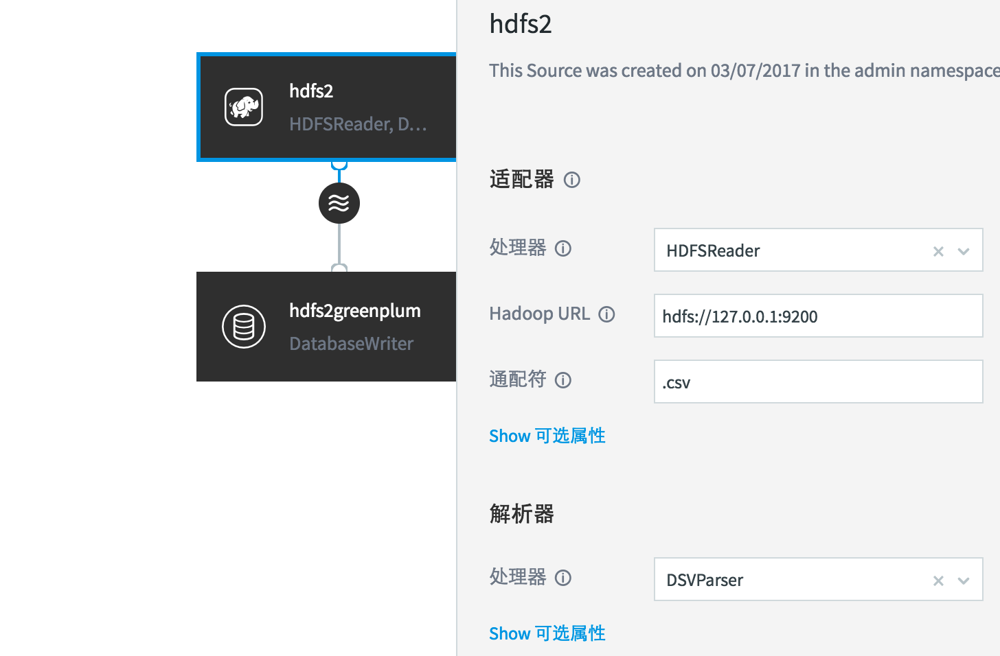 hdfs2
HDFSReader, D...
hdfs2greenplum
DatabaseWriter
hdfs2
This Source was created on 03/07/2017 in the admin namespace
适配器
处理器
HDFSReader
Hadoop URL
hdfs://127.0.0.1:9200
通配符
.csv
Show 可选属性
解析器
处理器
DSVParser
Show 可选属性